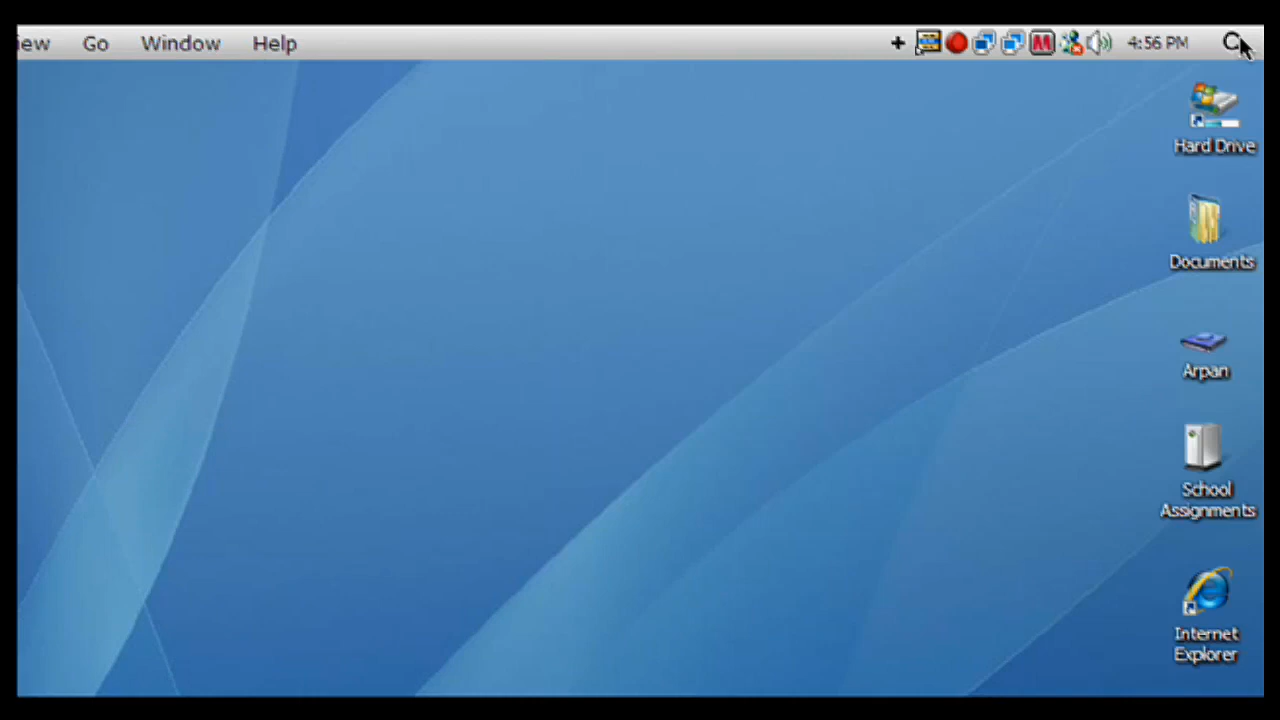 iew Go Window Help 4:56 PM
Hard Drive
Documents
Arpan
School
Assignments
Internet
Explorer